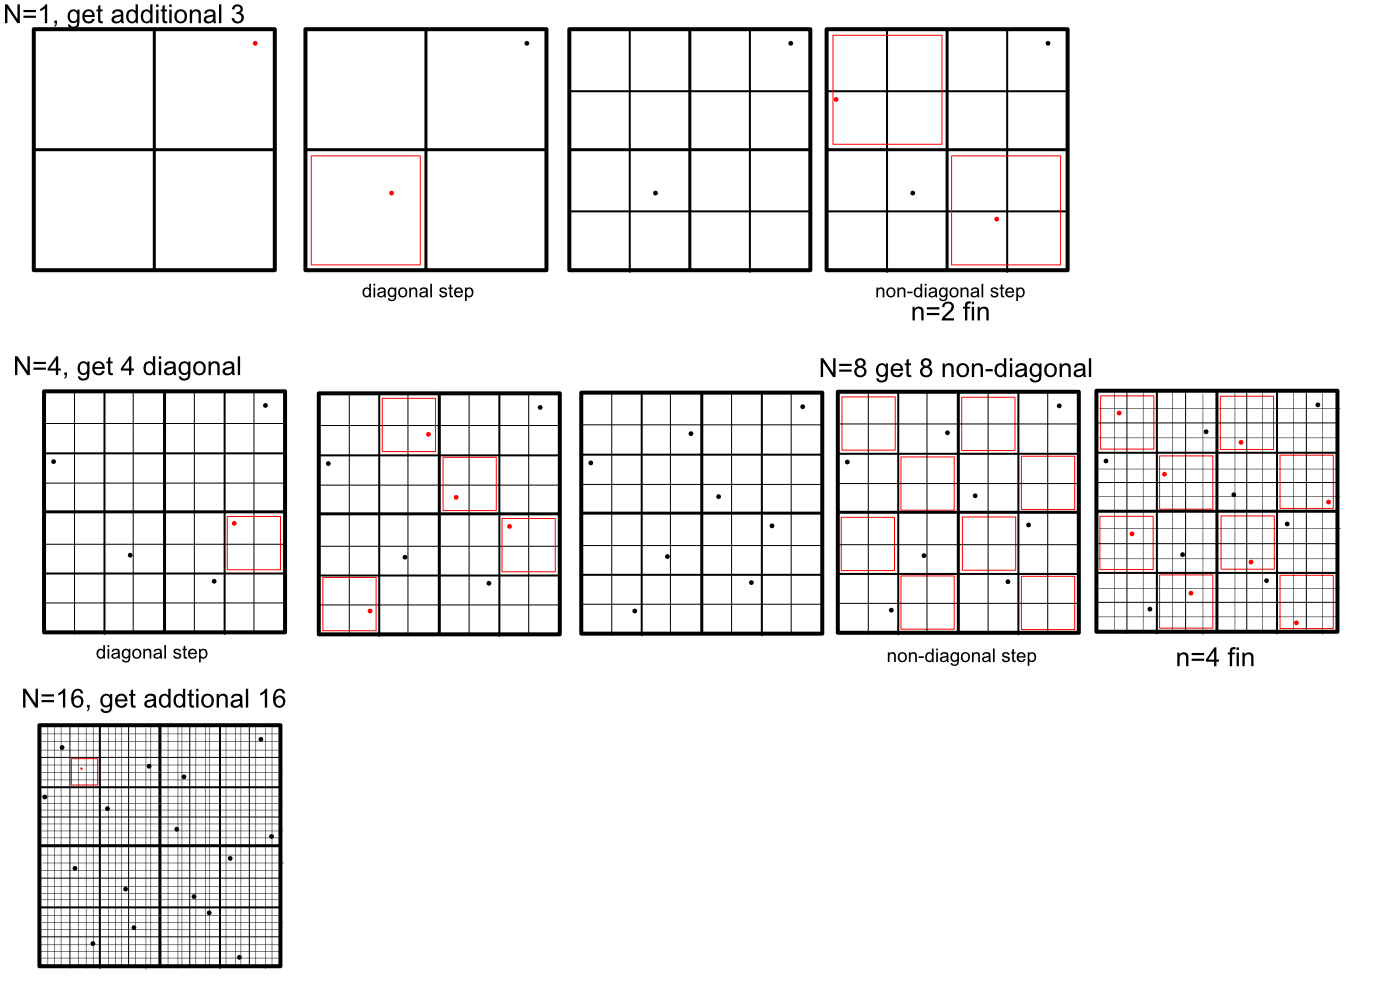 N=1, get additional 3
diagonal step
non-diagonal step
n=2 fin
N=4, get 4 diagonal
N=8 get 8 non-diagonal
diagonal step
non-diagonal step
n=4 fin
N=16, get addtional 16